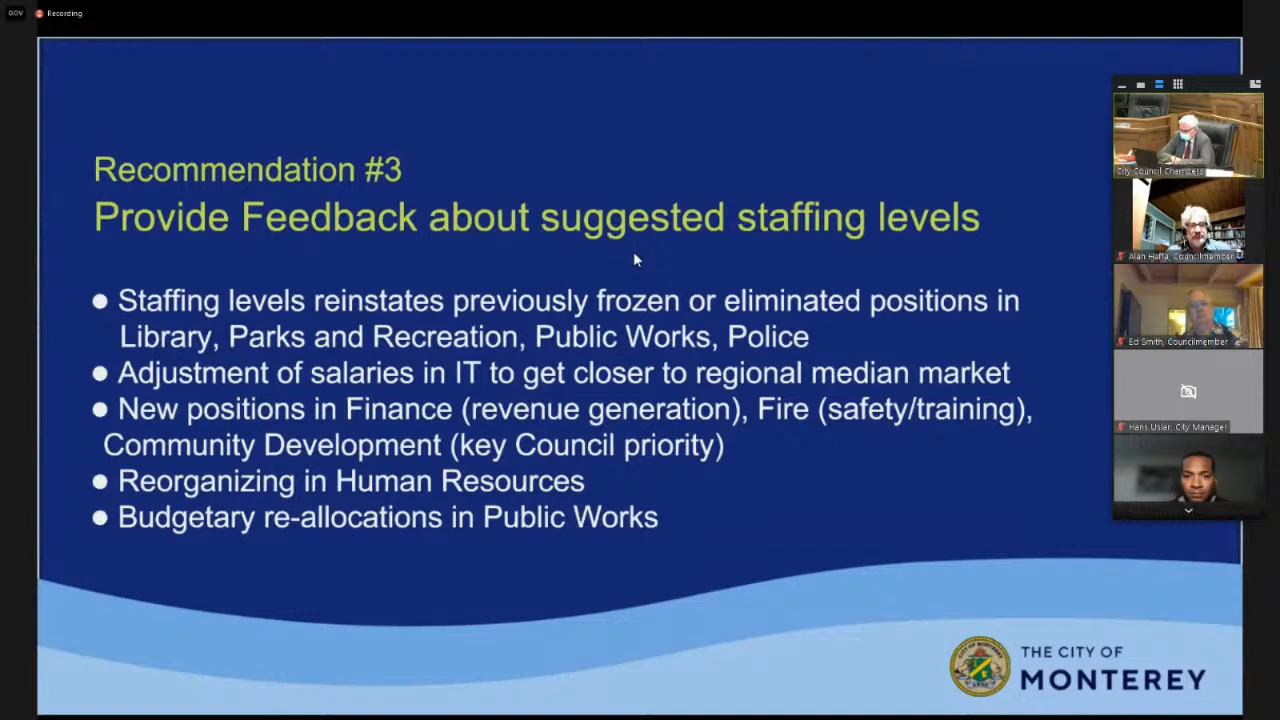 GOV
Recording
Recommendation #3
Provide Feedback about suggested staffing levels
● Staffing levels reinstates previously frozen or eliminated positions in
Library, Parks and Recreation, Public Works, Police
● Adjustment of salaries in IT to get closer to regional median market
● New positions in Finance (revenue generation), Fire (safety/training),
Community Development (key Council priority)
● Reorganizing in Human Resources
● Budgetary re-allocations in Public Works
City Council Chambers
Alan Haffa, Councilmember
Ed Smith, Councilmember
Hans Uslar, City Manager
THE CITY OF
MONTEREY